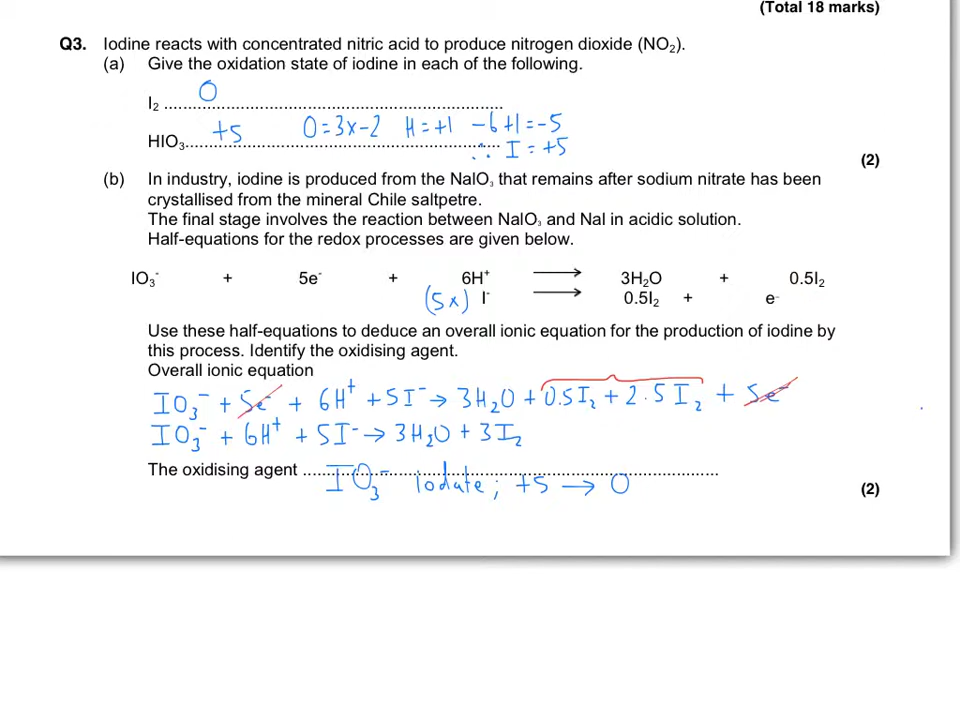 (Total 18 marks)
Q3. Iodine reacts with concentrated nitric acid to produce nitrogen dioxide (NO₂).
(a) Give the oxidation state of iodine in each of the following.
I₂ .................................................................... O
HIO₃.............................................................. +5 O=3x-2 H=+1 -6+1=-5
∴ I = +5
(2)
(b) In industry, iodine is produced from the NaIO₃ that remains after sodium nitrate has been
crystallised from the mineral Chile saltpetre.
The final stage involves the reaction between NaIO₃ and NaI in acidic solution.
Half-equations for the redox processes are given below.
IO₃⁻ + 5e⁻ + 6H⁺ → 3H₂O + 0.5I₂
(5x) I⁻ → 0.5I₂ + e⁻
Use these half-equations to deduce an overall ionic equation for the production of iodine by
this process. Identify the oxidising agent.
Overall ionic equation
IO₃⁻ + 5e⁻ + 6H⁺ + 5I⁻ → 3H₂O + 0.5I₂ + 2.5I₂ + 5e⁻
IO₃⁻ + 6H⁺ + 5I⁻ → 3H₂O + 3I₂
The oxidising agent ....................................................................................
IO₃⁻ iodate; +5 → 0
(2)